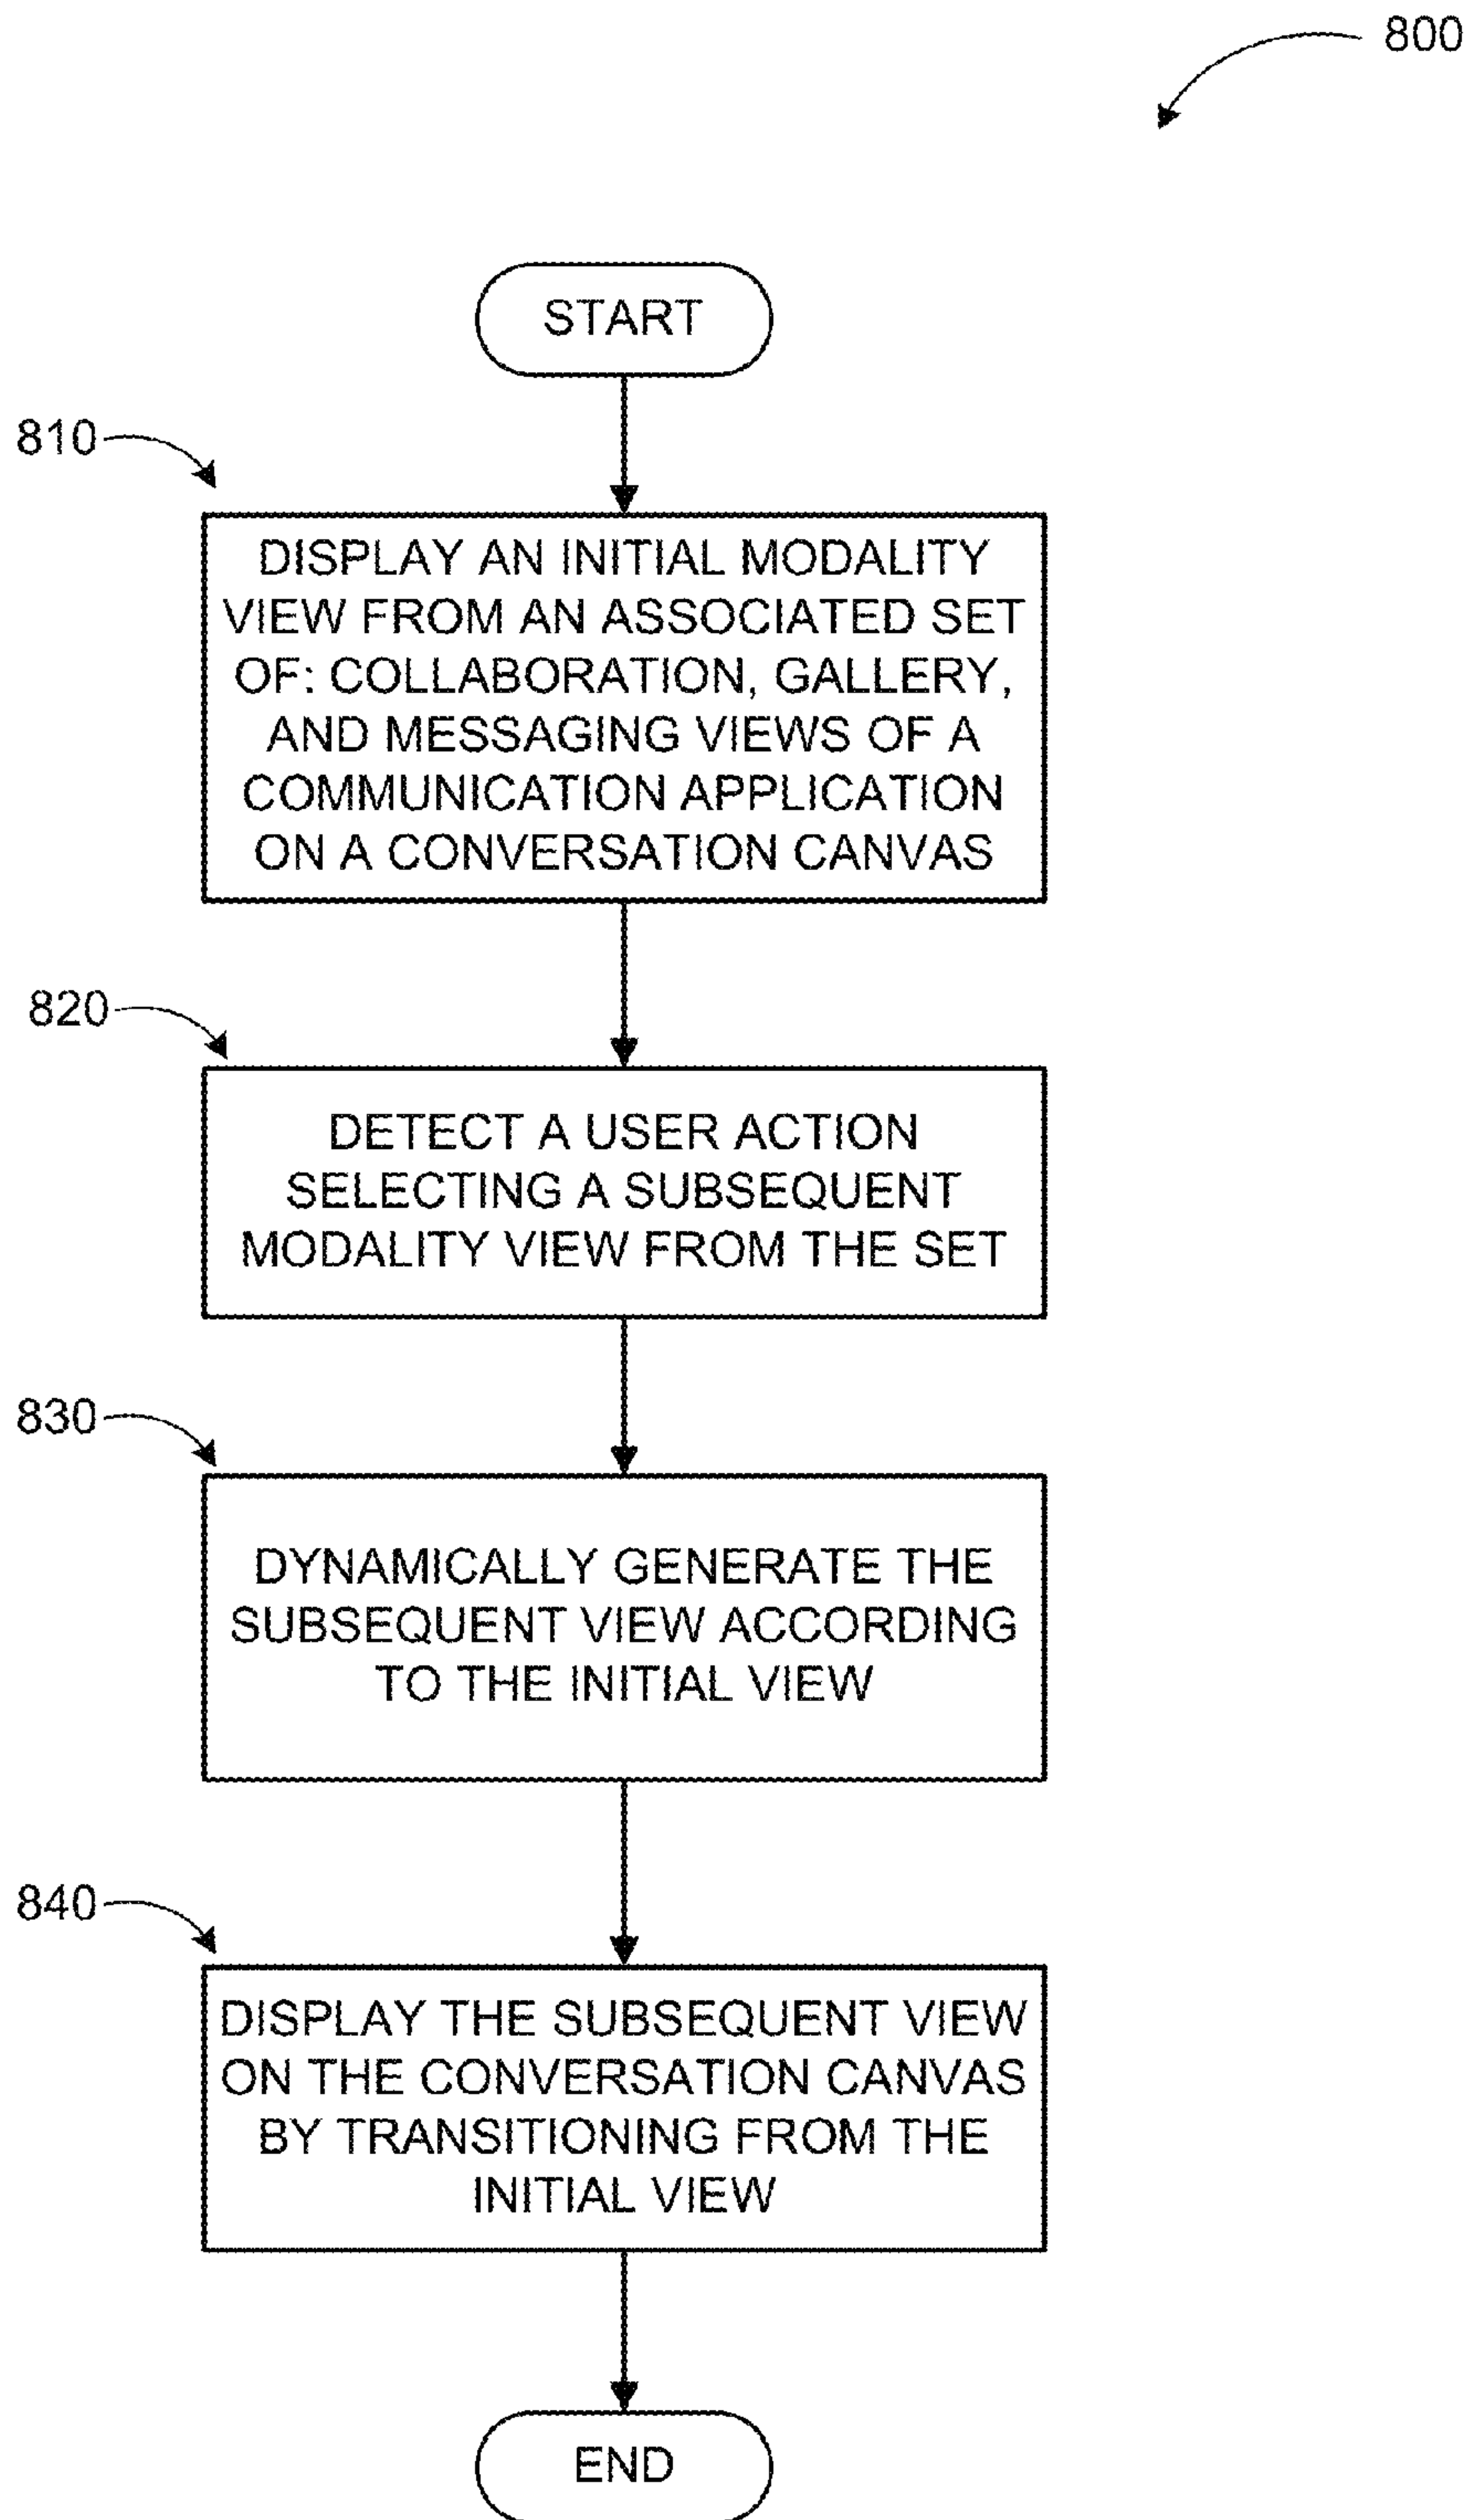 800
START
810
DISPLAY AN INITIAL MODALITY
VIEW FROM AN ASSOCIATED SET
OF: COLLABORATION, GALLERY,
AND MESSAGING VIEWS OF A
COMMUNICATION APPLICATION
ON A CONVERSATION CANVAS
820
DETECT A USER ACTION
SELECTING A SUBSEQUENT
MODALITY VIEW FROM THE SET
830
DYNAMICALLY GENERATE THE
SUBSEQUENT VIEW ACCORDING
TO THE INITIAL VIEW
840
DISPLAY THE SUBSEQUENT VIEW
ON THE CONVERSATION CANVAS
BY TRANSITIONING FROM THE
INITIAL VIEW
END